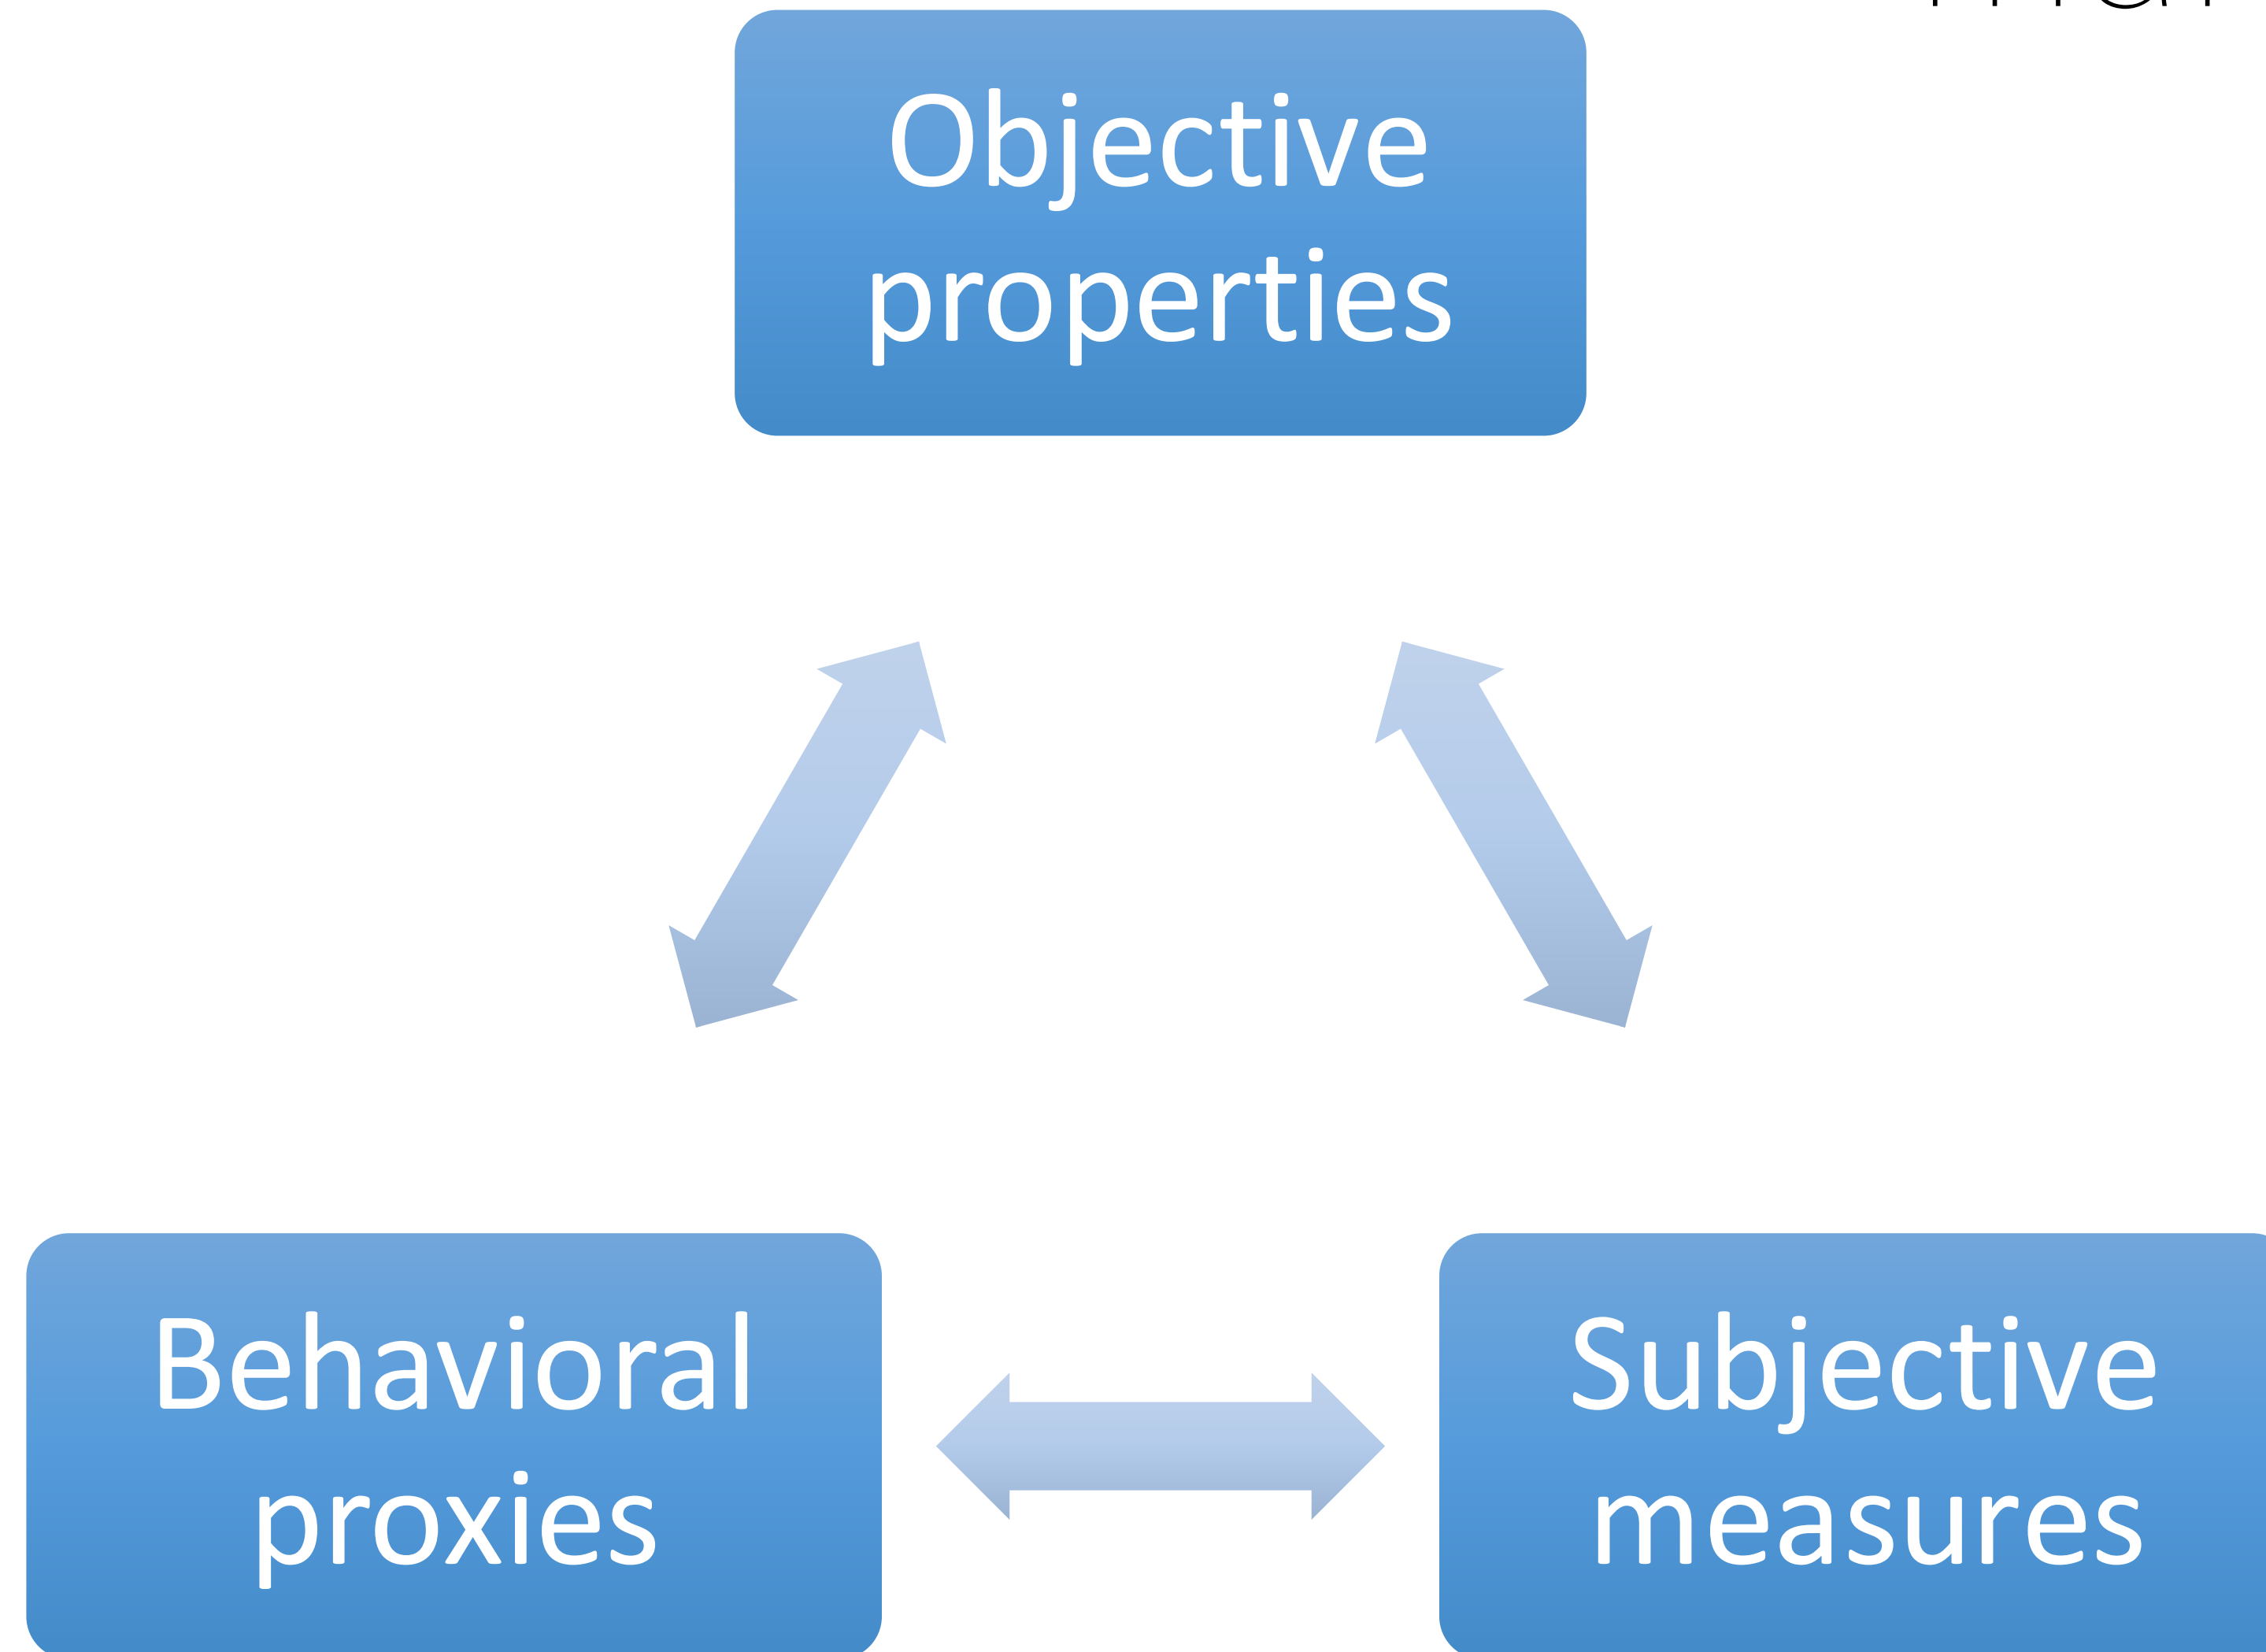 Objective
properties
Behavioral
proxies
Subjective
measures